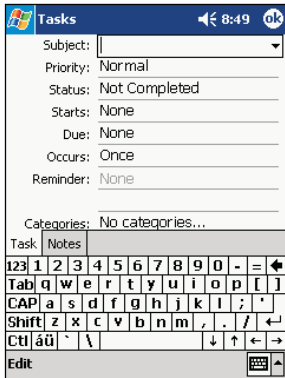 Tasks 8:49 ok
Subject:
Priority: Normal
Status: Not Completed
Starts: None
Due: None
Occurs: Once
Reminder: None
Categories: No categories...
Task Notes
123 1 2 3 4 5 6 7 8 9 0 - = 
Tab q w e r t y u i o p [ ]
CAP a s d f g h j k l ; '
Shift z x c v b n m , . / ↵
Ctl áü ` \ ↓ ↑ ← →
Edit